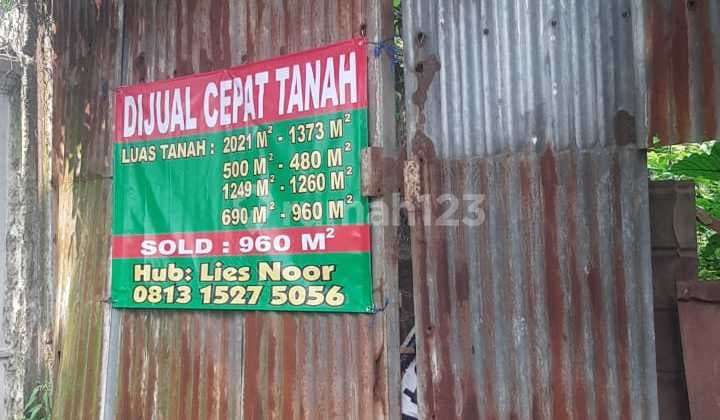 DIJUAL CEPAT TANAH
LUAS TANAH : 2021 M² - 1373 M²
500 M² - 480 M²
1249 M² - 1260 M²
690 M² - 960 M²
SOLD : 960 M²
Hub: Lies Noor
0813 1527 5056
rumah123